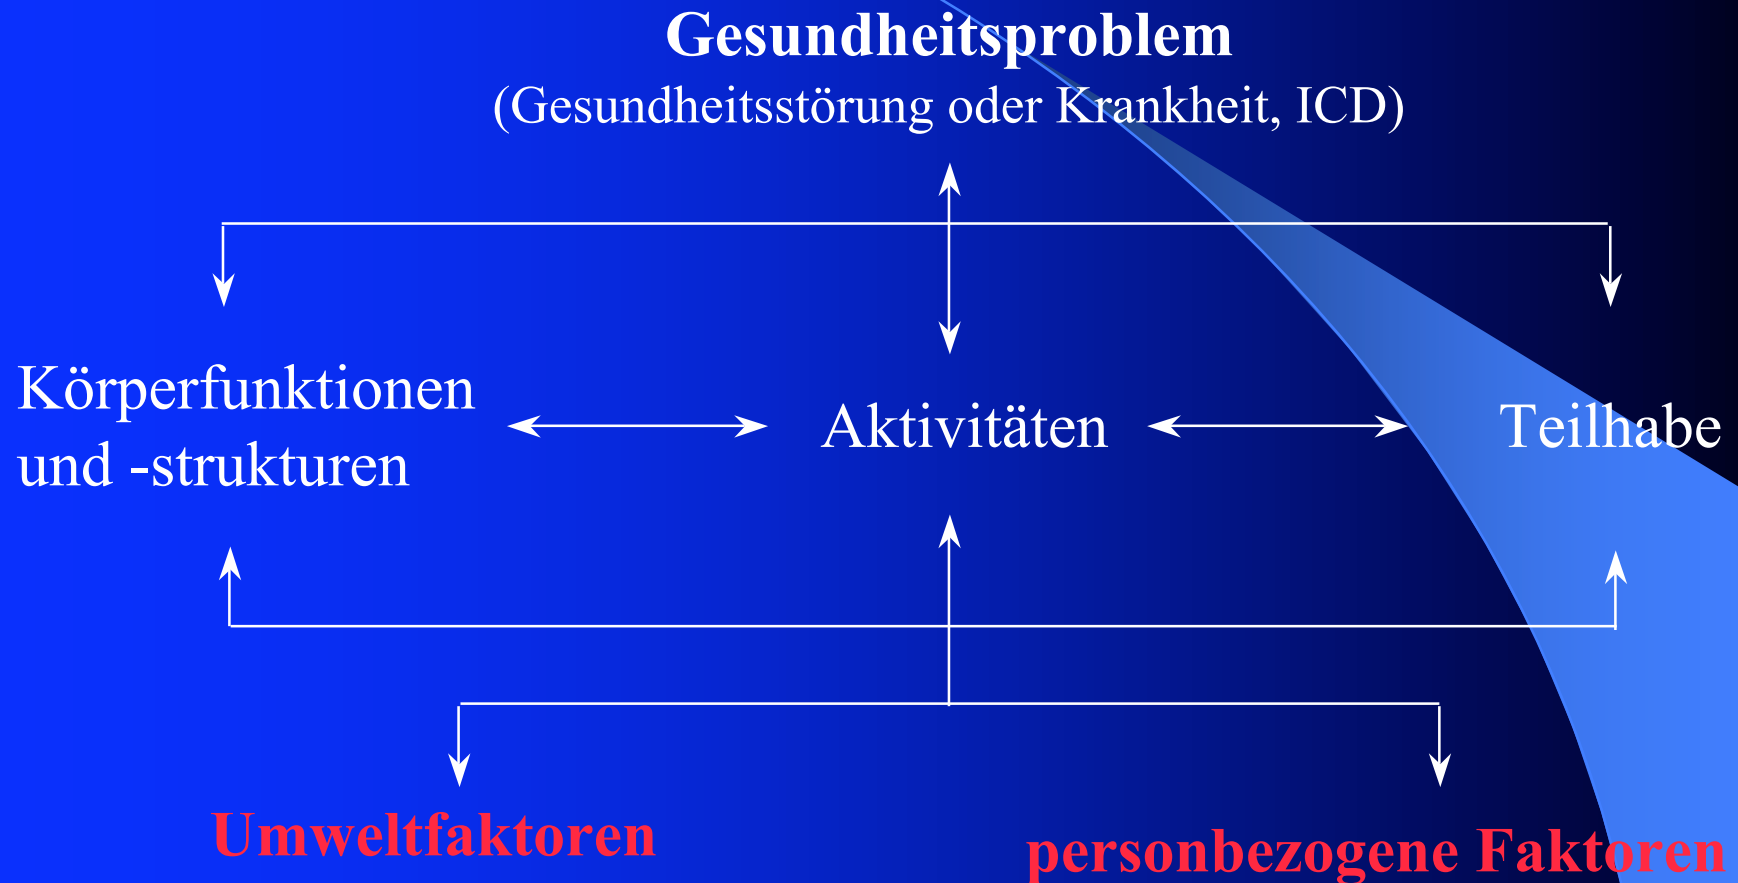 Gesundheitsproblem
(Gesundheitsstörung oder Krankheit, ICD)
Körperfunktionen
und -strukturen
Aktivitäten
Teilhabe
Umweltfaktoren
personbezogene Faktoren